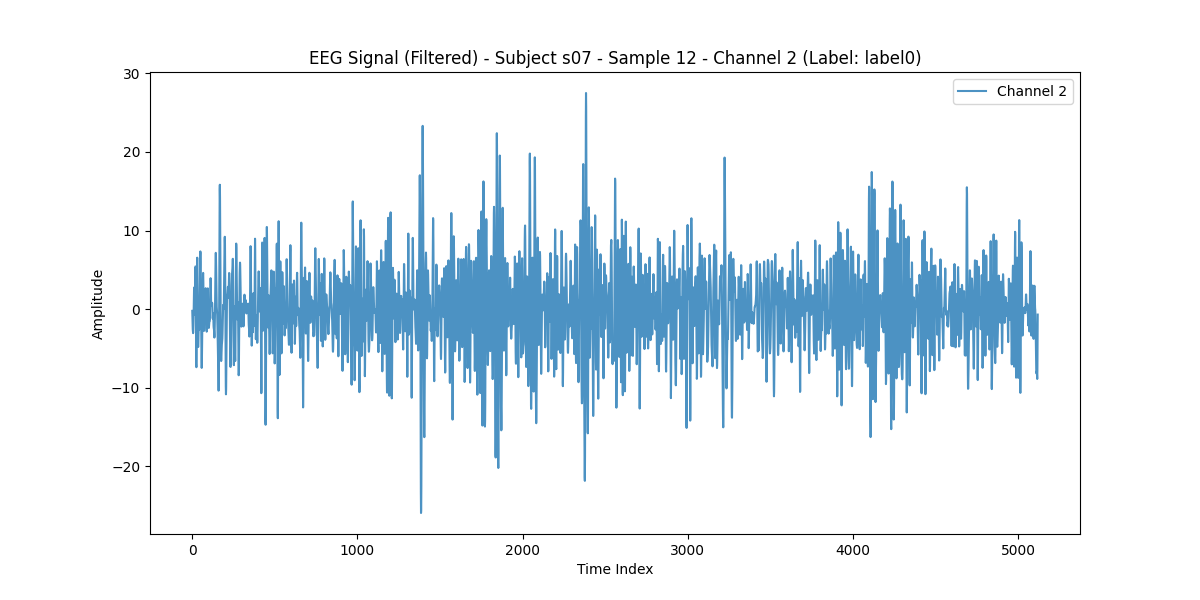 EEG Signal (Filtered) - Subject s07 - Sample 12 - Channel 2 (Label: label0)
Channel 2
30
20
10
0
−10
−20
Amplitude
0 1000 2000 3000 4000 5000
Time Index